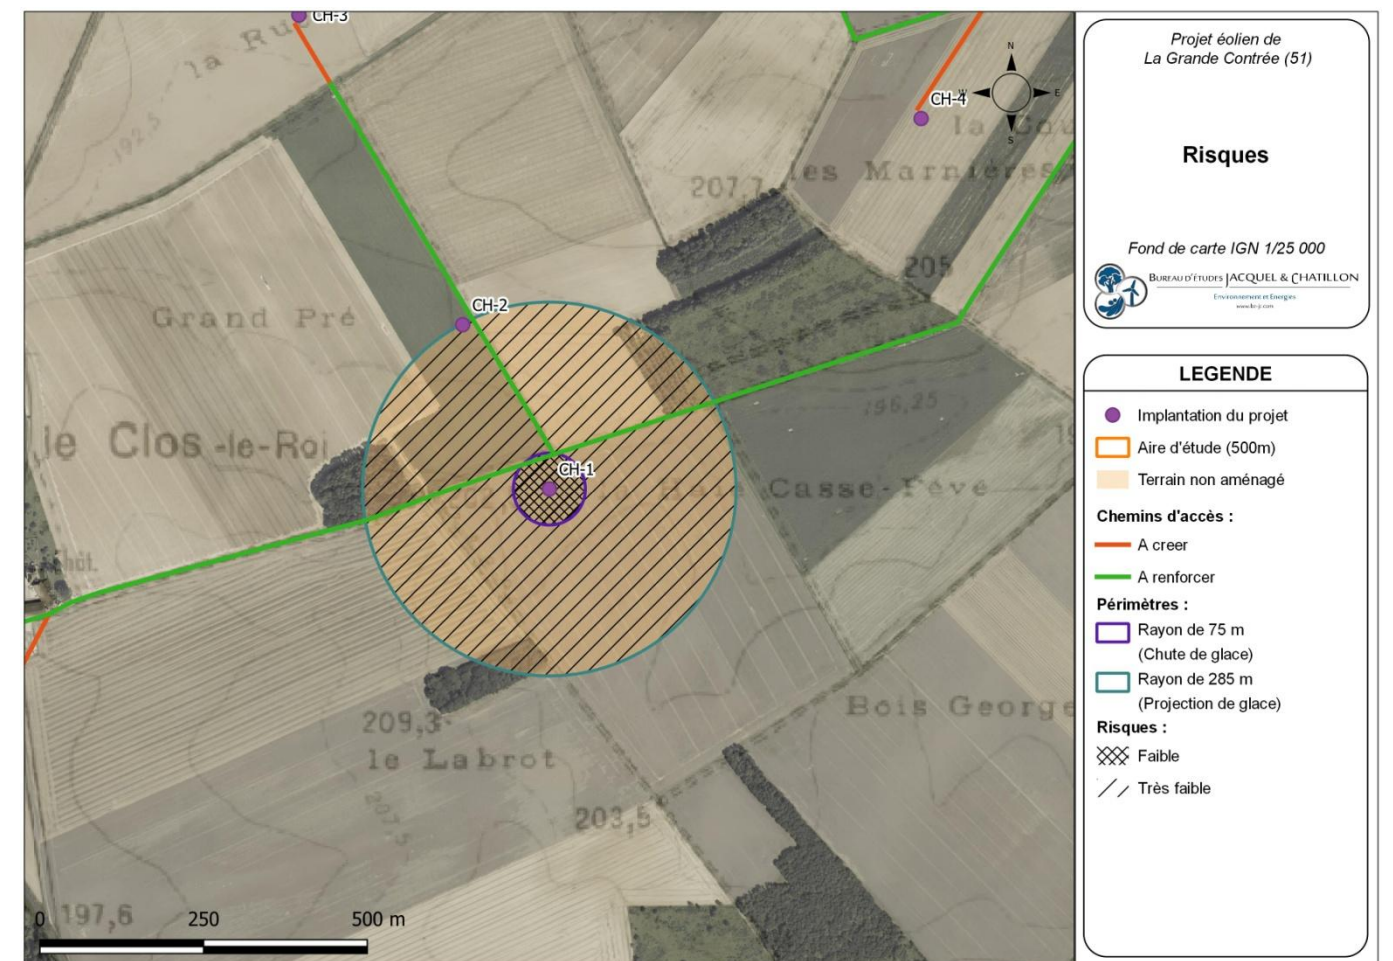 CH-3
la Ru
192,5
CH-4
la Cou
les Marnières
207,7
205
CH-2
Grand Pré
196,25
le Clos-le-Roi
CH-1
Casse-Fève
chât.
Bois George
209,3
le Labrot
207,5
203,5
197,6
0 250 500 m
N
W E
S
Projet éolien de
La Grande Contrée (51)
Risques
Fond de carte IGN 1/25 000
BUREAU D'ÉTUDES JACQUEL & CHATILLON
Environnement et Energies
LEGENDE
Implantation du projet
Aire d'étude (500m)
Terrain non aménagé
Chemins d'accès :
A creer
A renforcer
Périmètres :
Rayon de 75 m
(Chute de glace)
Rayon de 285 m
(Projection de glace)
Risques :
Faible
Très faible